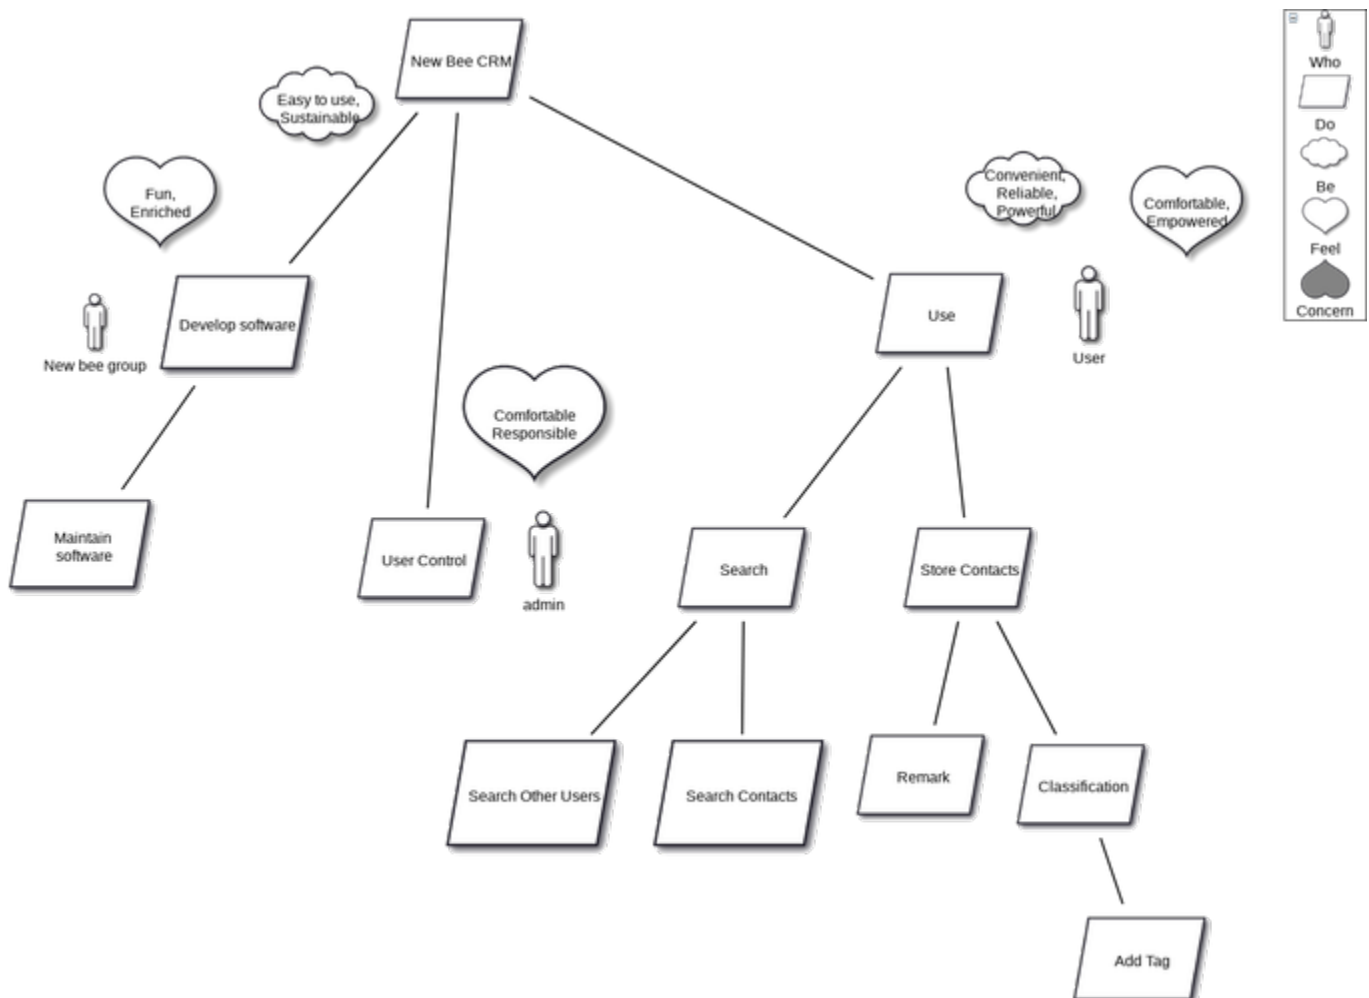 New Bee CRM
Easy to use,
Sustainable
Fun,
Enriched
Convenient,
Reliable,
Powerful
Comfortable,
Empowered
Who
Do
Be
Feel
Concern
Develop software
New bee group
Use
User
Comfortable
Responsible
Maintain
software
User Control
admin
Search
Store Contacts
Search Other Users
Search Contacts
Remark
Classification
Add Tag